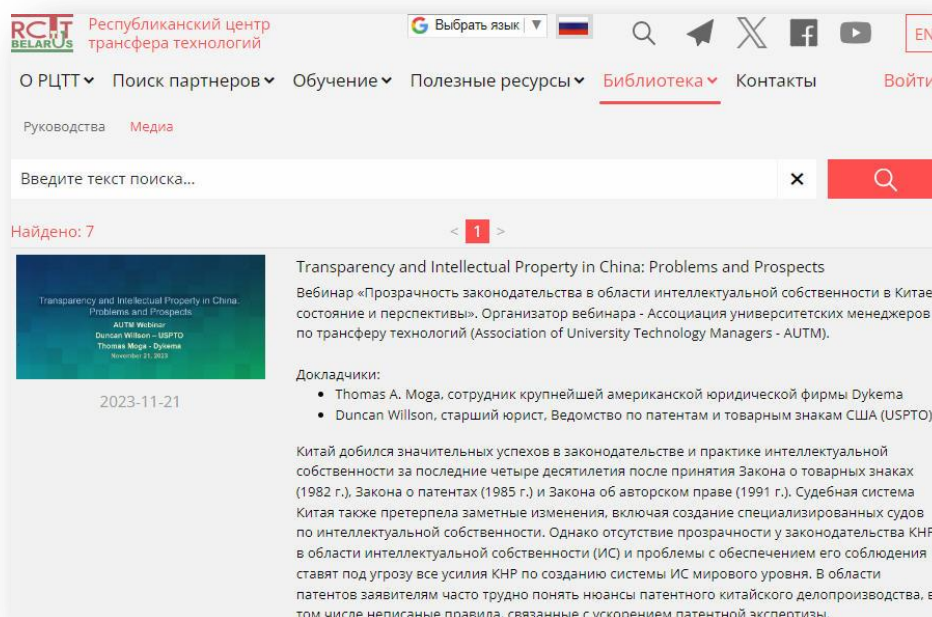 RCTT
BELARUS
Республиканский центр
трансфера технологий
Выбрать язык ▼
EN
О РЦТТ Поиск партнеров Обучение Полезные ресурсы Библиотека Контакты Войти
Руководства Медиа
Введите текст поиска...
Найдено: 7
< 1 >
Transparency and Intellectual Property in China:
Problems and Prospects
AUTM Webinar
Duncan Willson – USPTO
Thomas Moga - Dykema
November 21, 2023
2023-11-21
Transparency and Intellectual Property in China: Problems and Prospects
Вебинар «Прозрачность законодательства в области интеллектуальной собственности в Китае
состояние и перспективы». Организатор вебинара - Ассоциация университетских менеджеров
по трансферу технологий (Association of University Technology Managers - AUTM).
Докладчики:
• Thomas A. Moga, сотрудник крупнейшей американской юридической фирмы Dykema
• Duncan Willson, старший юрист, Ведомство по патентам и товарным знакам США (USPTO)
Китай добился значительных успехов в законодательстве и практике интеллектуальной
собственности за последние четыре десятилетия после принятия Закона о товарных знаках
(1982 г.), Закона о патентах (1985 г.) и Закона об авторском праве (1991 г.). Судебная система
Китая также претерпела заметные изменения, включая создание специализированных судов
по интеллектуальной собственности. Однако отсутствие прозрачности у законодательства КНР
в области интеллектуальной собственности (ИС) и проблемы с обеспечением его соблюдения
ставят под угрозу все усилия КНР по созданию системы ИС мирового уровня. В области
патентов заявителям часто трудно понять нюансы патентного китайского делопроизводства, в
том числе неписаные правила, связанные с ускорением патентной экспертизы.